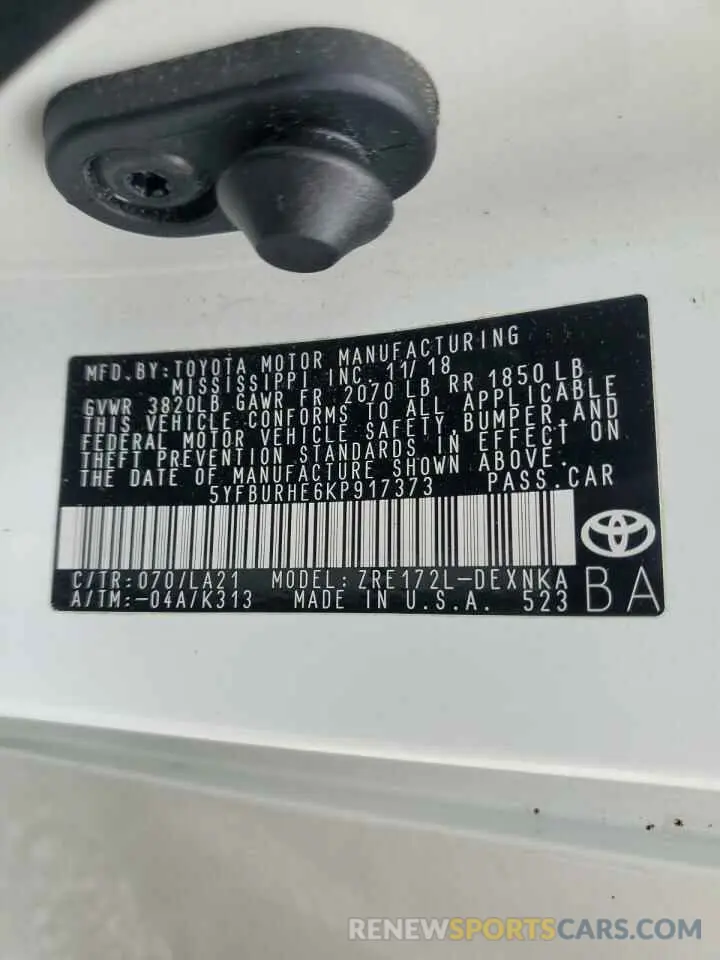 MFD. BY: TOYOTA MOTOR MANUFACTURING
MISSISSIPPI INC. 11/18
GVWR 3820LB GAWR FR 2070 LB RR 1850 LB
THIS VEHICLE CONFORMS TO ALL APPLICABLE
FEDERAL MOTOR VEHICLE SAFETY, BUMPER, AND
THEFT PREVENTION STANDARDS IN EFFECT ON
THE DATE OF MANUFACTURE SHOWN ABOVE.
5YFBURHE6KP917373 PASS.CAR
C/TR:070/LA21 MODEL:ZRE172L-DEXNKA
A/TM:-04A/K313 MADE IN U.S.A. 523
BA
RENEWSPORTSCARS.COM